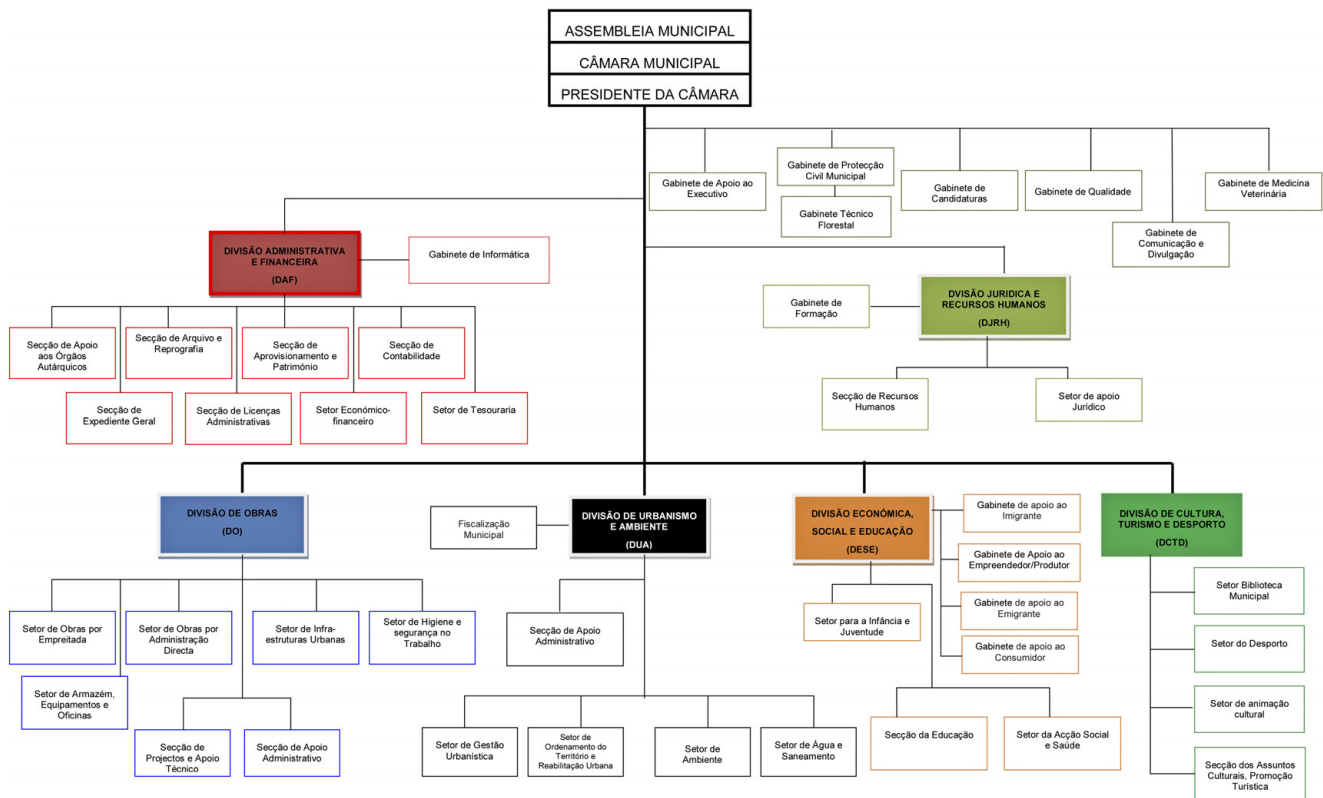 ASSEMBLEIA MUNICIPAL
CÂMARA MUNICIPAL
PRESIDENTE DA CÂMARA
Gabinete de Apoio ao
Executivo
Gabinete de Protecção
Civil Municipal
Gabinete Técnico
Florestal
Gabinete de
Candidaturas
Gabinete de Qualidade
Gabinete de
Comunicação e
Divulgação
Gabinete de Medicina
Veterinária
DIVISÃO ADMINISTRATIVA
E FINANCEIRA
(DAF)
Gabinete de Informática
Secção de Apoio
aos Órgãos
Autárquicos
Secção de Arquivo e
Reprografia
Secção de
Aprovisionamento e
Património
Secção de
Contabilidade
Secção de
Expediente Geral
Secção de Licenças
Administrativas
Setor Económico-
financeiro
Setor de Tesouraria
DVISÃO JURIDICA E
RECURSOS HUMANOS
(DJRH)
Gabinete de
Formação
Secção de Recursos
Humanos
Setor de apoio
Jurídico
DIVISÃO DE OBRAS
(DO)
Setor de Obras por
Empreitada
Setor de Obras por
Administração
Directa
Setor de Infra-
estruturas Urbanas
Setor de Higiene e
segurança no
Trabalho
Setor de Armazém,
Equipamentos e
Oficinas
Secção de
Projectos e Apoio
Técnico
Secção de Apoio
Administrativo
Fiscalização
Municipal
DIVISÃO DE URBANISMO
E AMBIENTE
(DUA)
Secção de Apoio
Administrativo
Setor de Gestão
Urbanística
Setor de
Ordenamento do
Território e
Reabilitação Urbana
Setor de
Ambiente
Setor de Água e
Saneamento
DIVISÃO ECONÓMICA,
SOCIAL E EDUCAÇÃO
(DESE)
Gabinete de apoio ao
Imigrante
Gabinete de Apoio ao
Empreendedor/Produtor
Gabinete de apoio ao
Emigrante
Gabinete de apoio ao
Consumidor
Setor para a Infância e
Juventude
Secção da Educação
Setor da Acção Social
e Saúde
DIVISÃO DE CULTURA,
TURISMO E DESPORTO
(DCTD)
Setor Biblioteca
Municipal
Setor do Desporto
Setor de animação
cultural
Secção dos Assuntos
Culturais, Promoção
Turística